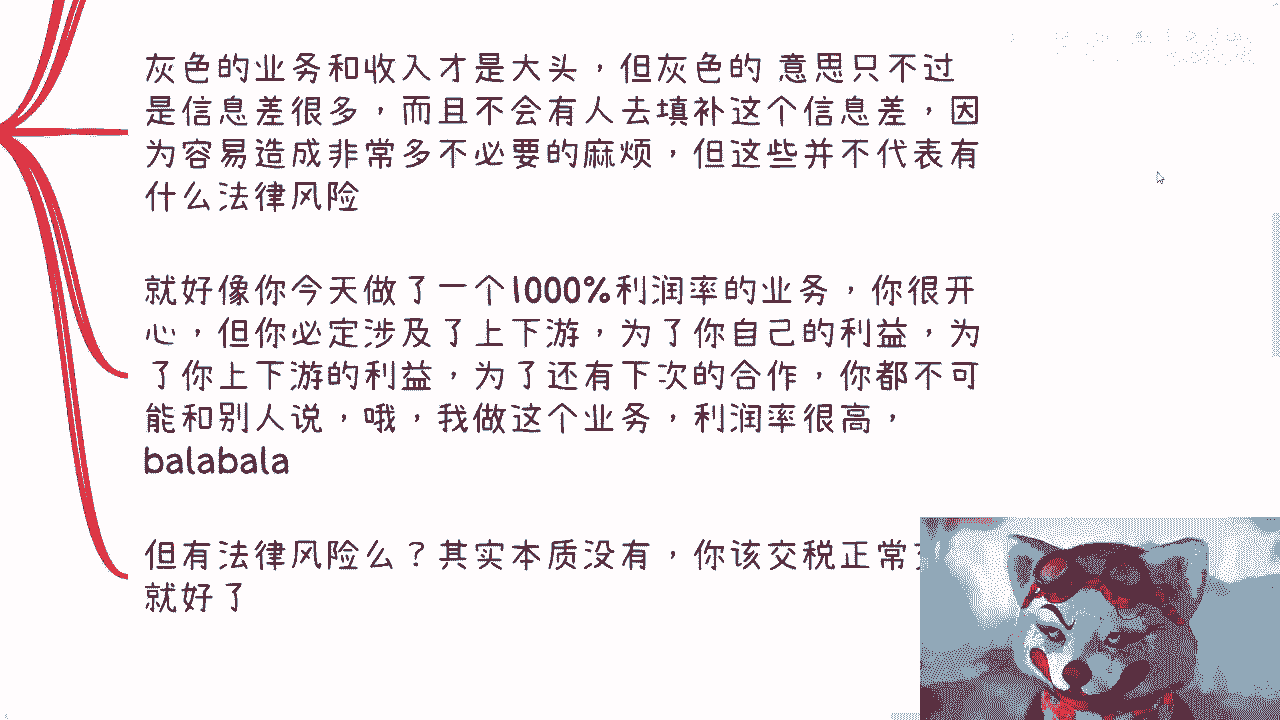 灰色的业务和收入才是大头，但灰色的 意思只不过
是信息差很多，而且不会有人去填补这个信息差，因
为容易造成非常多不必要的麻烦，但这些并不代表有
什么法律风险
就好像你今天做了一个1000%利润率的业务，你很开
心，但你必定涉及了上下游，为了你自己的利益，为
了你上下游的利益，为了还有下次的合作，你都不可
能和别人说，哦，我做这个业务，利润率很高，
balabala
但有法律风险么？其实本质没有，你该交税正常
就好了